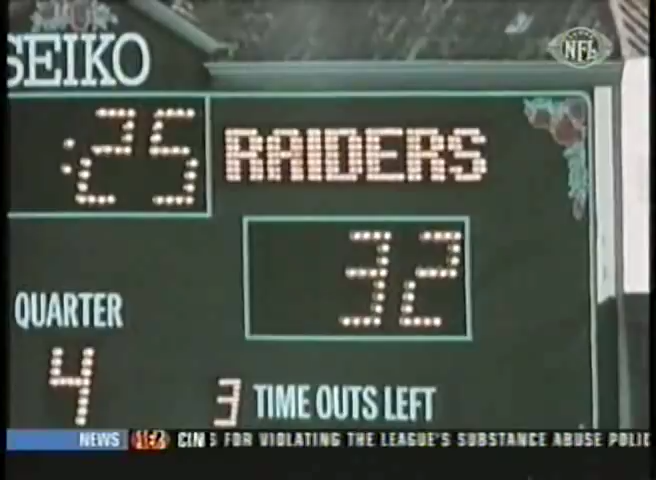 NFL
SEIKO
:25 RAIDERS
32
QUARTER
4 3 TIME OUTS LEFT
NEWS CIN S FOR VIOLATING THE LEAGUE'S SUBSTANCE ABUSE POLIC